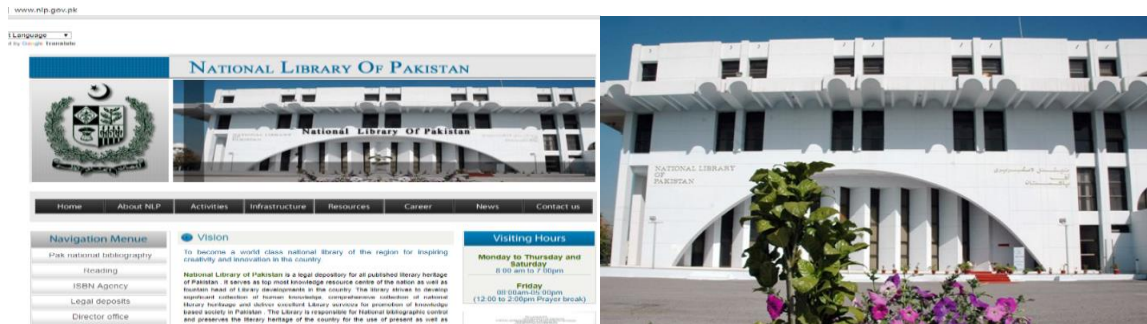 www.nlp.gov.pk
t Language
d by Google Translate
NATIONAL LIBRARY OF PAKISTAN
National Library Of Pakistan
Home About NLP Activities Infrastructure Resources Career News Contact us
Navigation Menue
Pak national bibliography
Reading
ISBN Agency
Legal deposits
Director office
Vision
To become a world class national library of the region for inspiring
creativity and innovation in the country
National Library of Pakistan is a legal depository for all published literary heritage
of Pakistan . It serves as top most knowledge resource centre of the nation as well as
fountain head of Library developments in the country. The library strives to develop
significant collection of human knowledge, comprehensive collection of national
literary heritage and deliver excellent Library services for promotion of knowledge
based society in Pakistan . The Library is responsible for National bibliographic control
and preserves the literary heritage of the country for the use of present as well as
Visiting Hours
Monday to Thursday and
Saturday
8:00 am to 7:00pm
Friday
08:00am-05:00pm
(12:00 to 2:00pm Prayer break)
NATIONAL LIBRARY
OF
PAKISTAN
نیشنل لائبریری
آف
پاکستان